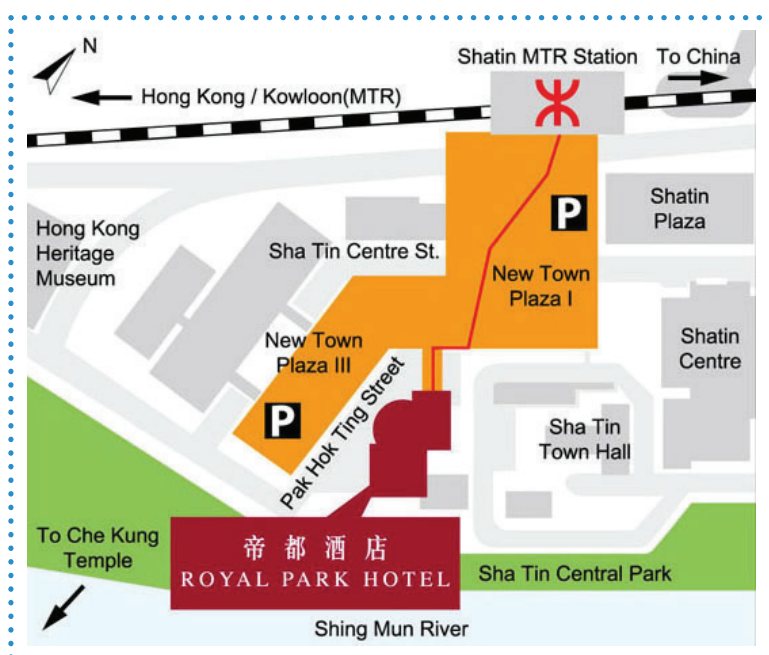 N
Shatin MTR Station
To China
Hong Kong / Kowloon(MTR)
Shatin
Plaza
P
Hong Kong
Heritage
Museum
Sha Tin Centre St.
New Town
Plaza I
New Town
Plaza III
Shatin
Centre
P
Pak Hok Ting Street
Sha Tin
Town Hall
To Che Kung
Temple
帝都酒店
ROYAL PARK HOTEL
Sha Tin Central Park
Shing Mun River